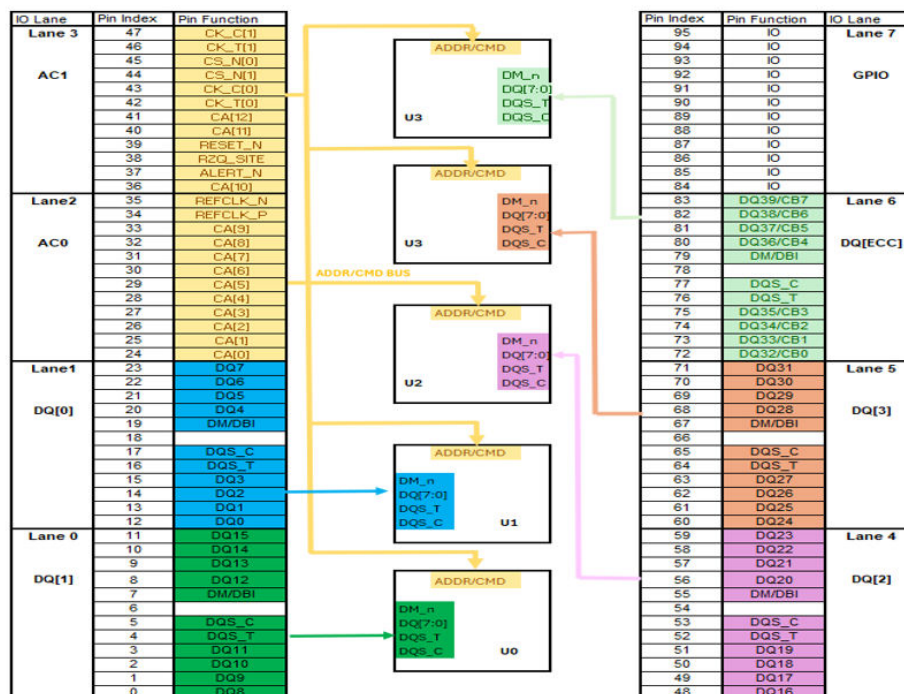 IO Lane Pin Index Pin Function
Lane 3 47 CK_C[1]
46 CK_T[1]
45 CS_N[0]
AC1 44 CS_N[1]
43 CK_C[0]
42 CK_T[0]
41 CA[12]
40 CA[11]
39 RESET_N
38 RZQ_SITE
37 ALERT_N
36 CA[10]
Lane2 35 REFCLK_N
34 REFCLK_P
AC0 33 CA[9]
32 CA[8]
31 CA[7]
30 CA[6]
29 CA[5]
28 CA[4]
27 CA[3]
26 CA[2]
25 CA[1]
24 CA[0]
Lane1 23 DQ7
22 DQ6
21 DQ5
DQ[0] 20 DQ4
19 DM/DBI
18
17 DQS_C
16 DQS_T
15 DQ3
14 DQ2
13 DQ1
12 DQ0
Lane 0 11 DQ15
10 DQ14
9 DQ13
DQ[1] 8 DQ12
7 DM/DBI
6
5 DQS_C
4 DQS_T
3 DQ11
2 DQ10
1 DQ9
0 DQ8
ADDR/CMD BUS
ADDR/CMD
DM_n
DQ[7:0]
DQS_T
DQS_C
U3
ADDR/CMD
DM_n
DQ[7:0]
DQS_T
DQS_C
U3
ADDR/CMD
DM_n
DQ[7:0]
DQS_T
DQS_C
U2
ADDR/CMD
DM_n
DQ[7:0]
DQS_T
DQS_C
U1
ADDR/CMD
DM_n
DQ[7:0]
DQS_T
DQS_C
U0
Pin Index Pin Function IO Lane
95 IO Lane 7
94 IO
93 IO
92 IO GPIO
91 IO
90 IO
89 IO
88 IO
87 IO
86 IO
85 IO
84 IO
83 DQ39/CB7 Lane 6
82 DQ38/CB6
81 DQ37/CB5
80 DQ36/CB4 DQ[ECC]
79 DM/DBI
78
77 DQS_C
76 DQS_T
75 DQ35/CB3
74 DQ34/CB2
73 DQ33/CB1
72 DQ32/CB0
71 DQ31 Lane 5
70 DQ30
69 DQ29
68 DQ28 DQ[3]
67 DM/DBI
66
65 DQS_C
64 DQS_T
63 DQ27
62 DQ26
61 DQ25
60 DQ24
59 DQ23 Lane 4
58 DQ22
57 DQ21
56 DQ20 DQ[2]
55 DM/DBI
54
53 DQS_C
52 DQS_T
51 DQ19
50 DQ18
49 DQ17
48 DQ16